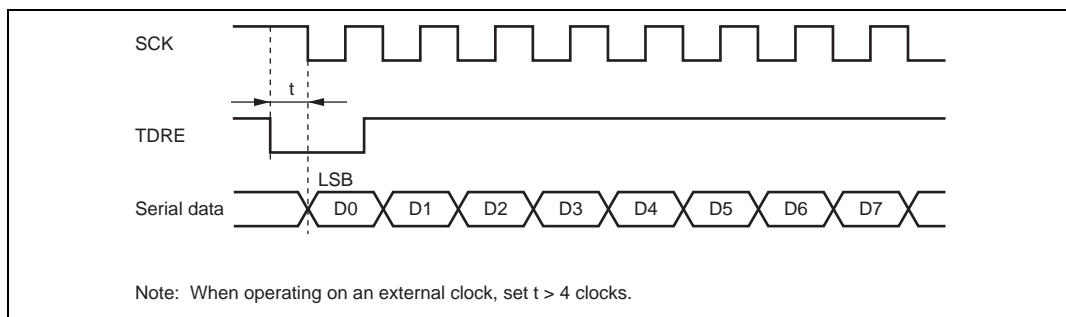 SCK
t
TDRE
LSB
Serial data
D0 D1 D2 D3 D4 D5 D6 D7
Note: When operating on an external clock, set t > 4 clocks.